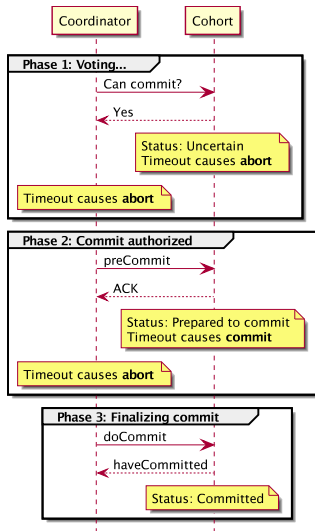 Coordinator
Cohort
Phase 1: Voting...
Can commit?
Yes
Status: Uncertain
Timeout causes abort
Timeout causes abort
Phase 2: Commit authorized
preCommit
ACK
Status: Prepared to commit
Timeout causes commit
Timeout causes abort
Phase 3: Finalizing commit
doCommit
haveCommitted
Status: Committed